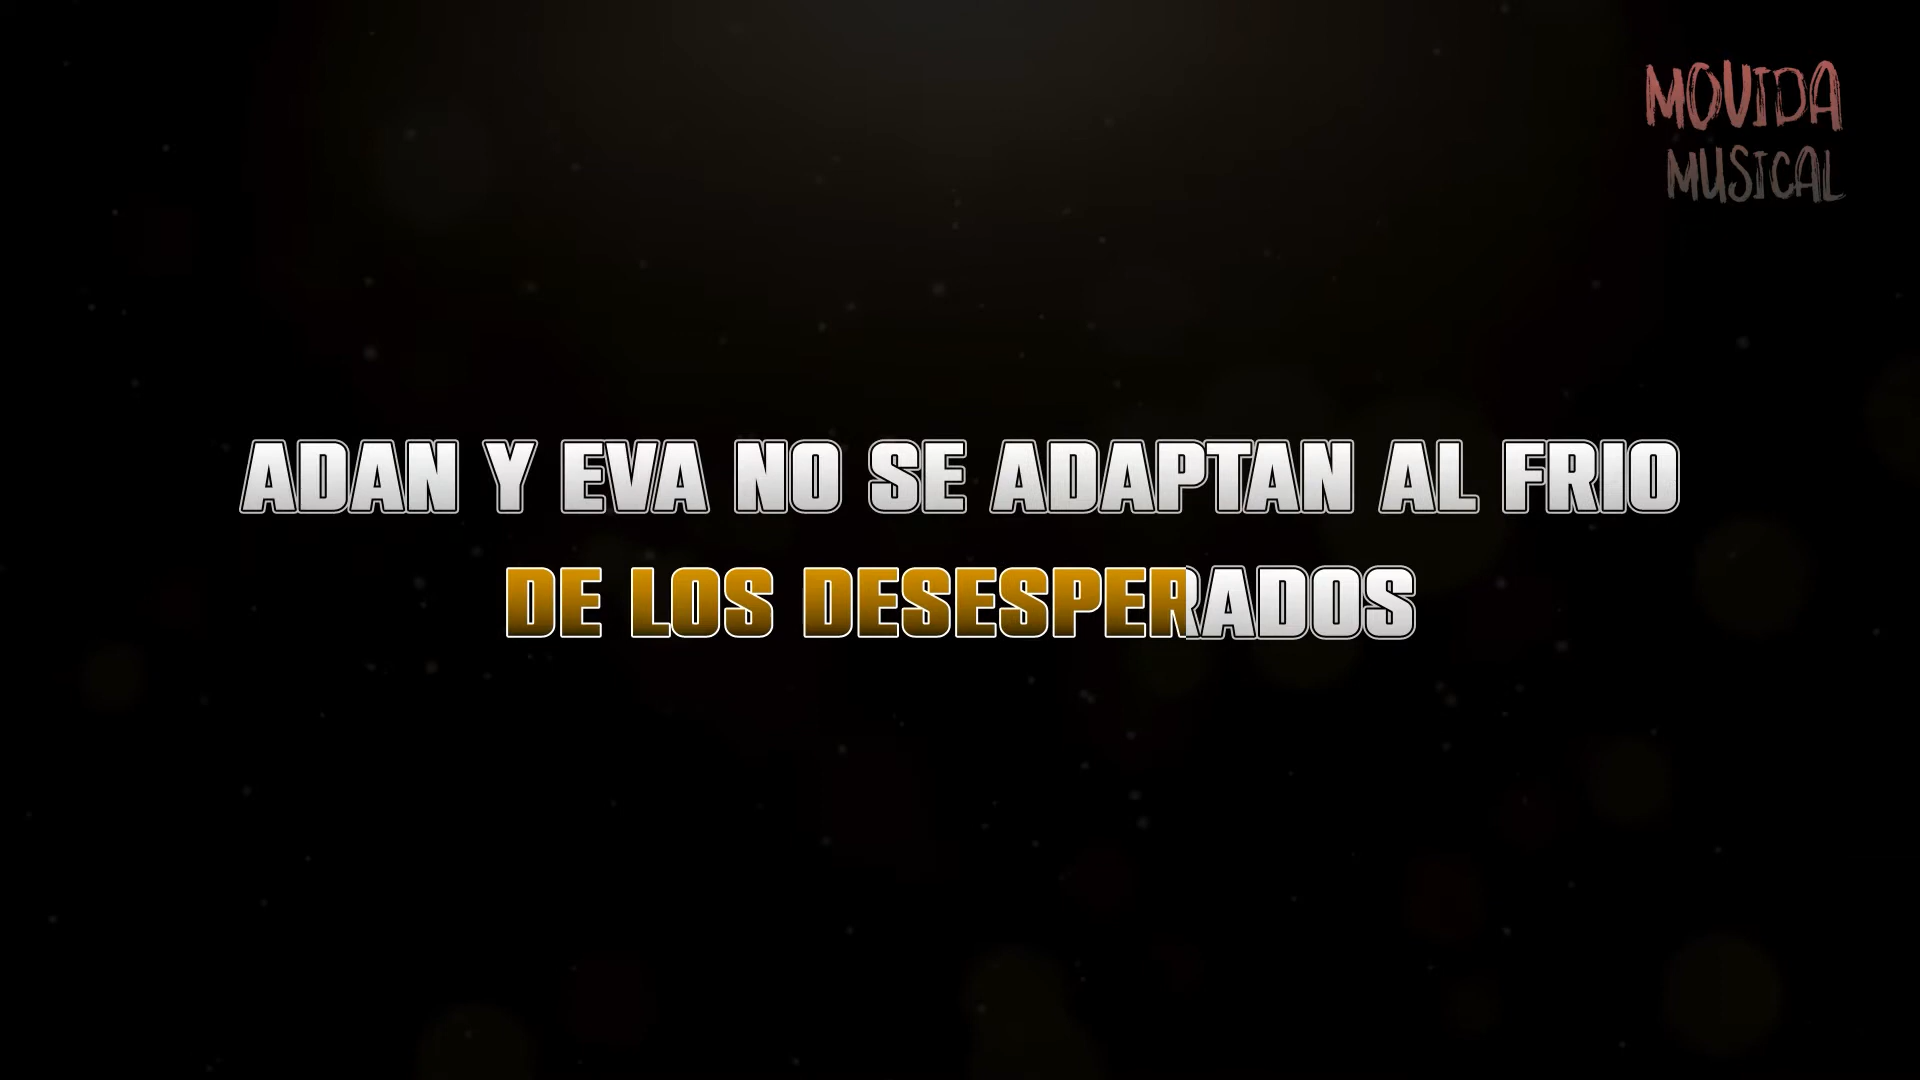 MOVIDA
MUSICAL
ADAN Y EVA NO SE ADAPTAN AL FRIO
DE LOS DESESPERADOS